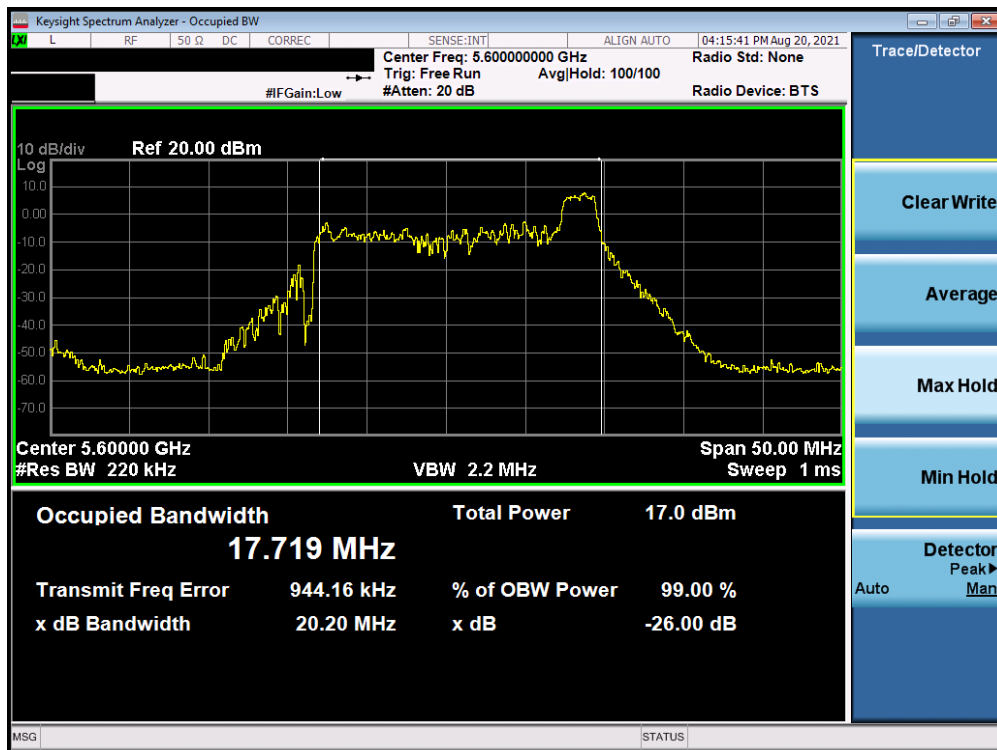 Keysight Spectrum Analyzer - Occupied BW
LXI L RF 50 Ω DC CORREC SENSE:INT ALIGN AUTO 04:15:41 PM Aug 20, 2021
Center Freq: 5.600000000 GHz Radio Std: None
Trig: Free Run Avg|Hold: 100/100
#IFGain:Low #Atten: 20 dB Radio Device: BTS
10 dB/div Ref 20.00 dBm
Log
10.0
0.00
-10.0
-20.0
-30.0
-40.0
-50.0
-60.0
-70.0
Center 5.60000 GHz Span 50.00 MHz
#Res BW 220 kHz VBW 2.2 MHz Sweep 1 ms
Occupied Bandwidth Total Power 17.0 dBm
17.719 MHz
Transmit Freq Error 944.16 kHz % of OBW Power 99.00 %
x dB Bandwidth 20.20 MHz x dB -26.00 dB
Trace/Detector
Clear Write
Average
Max Hold
Min Hold
Detector
Peak▶
Auto Man
MSG STATUS